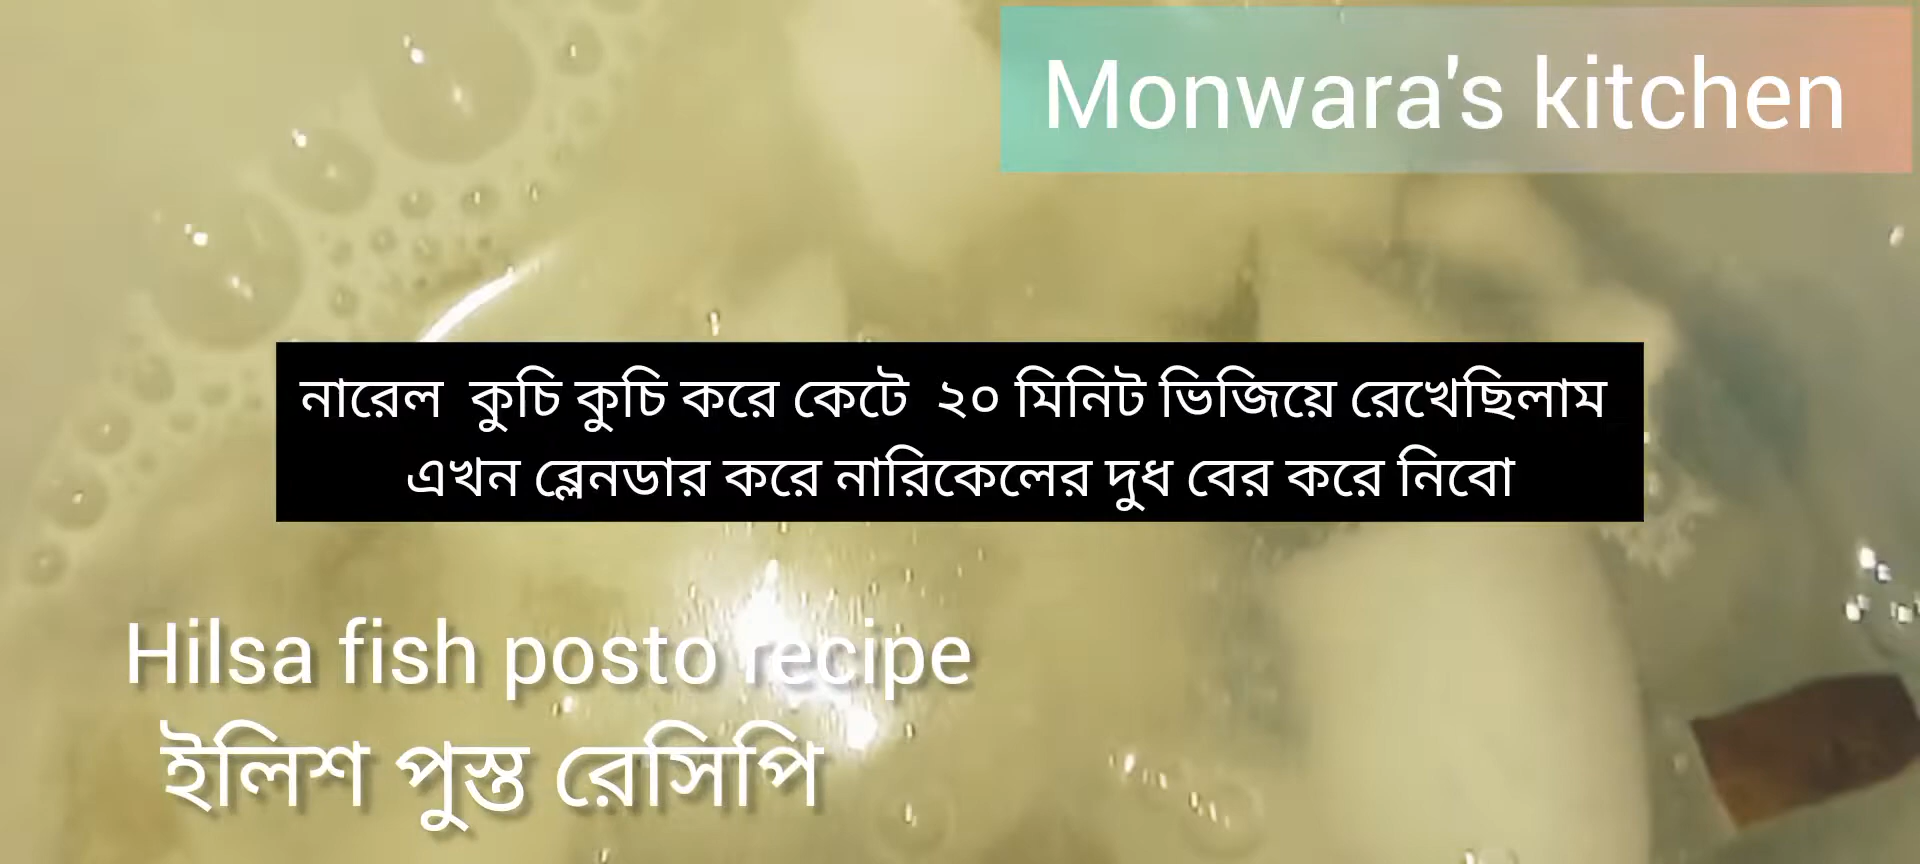 Monwara's kitchen
নারেল কুচি কুচি করে কেটে ২০ মিনিট ভিজিয়ে রেখেছিলাম
এখন ব্লেনডার করে নারিকেলের দুধ বের করে নিবো
Hilsa fish posto recipe
ইলিশ পুস্ত রেসিপি